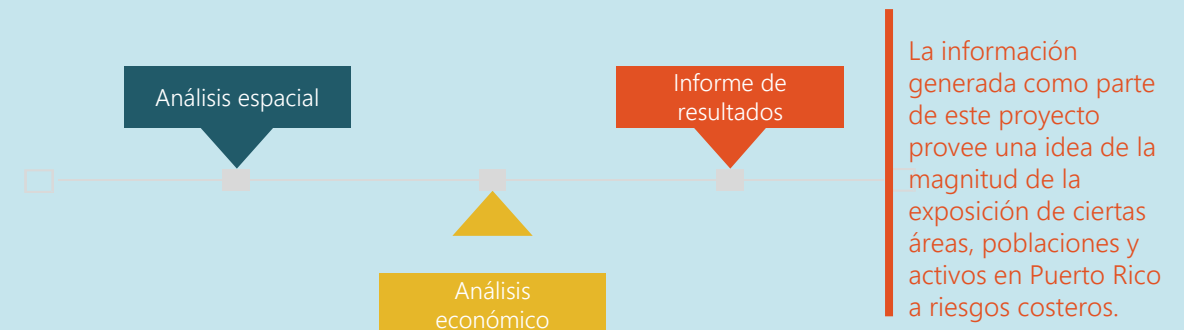 Análisis espacial
Análisis
económico
Informe de
resultados
La información
generada como parte
de este proyecto
provee una idea de la
magnitud de la
exposición de ciertas
áreas, poblaciones y
activos en Puerto Rico
a riesgos costeros.